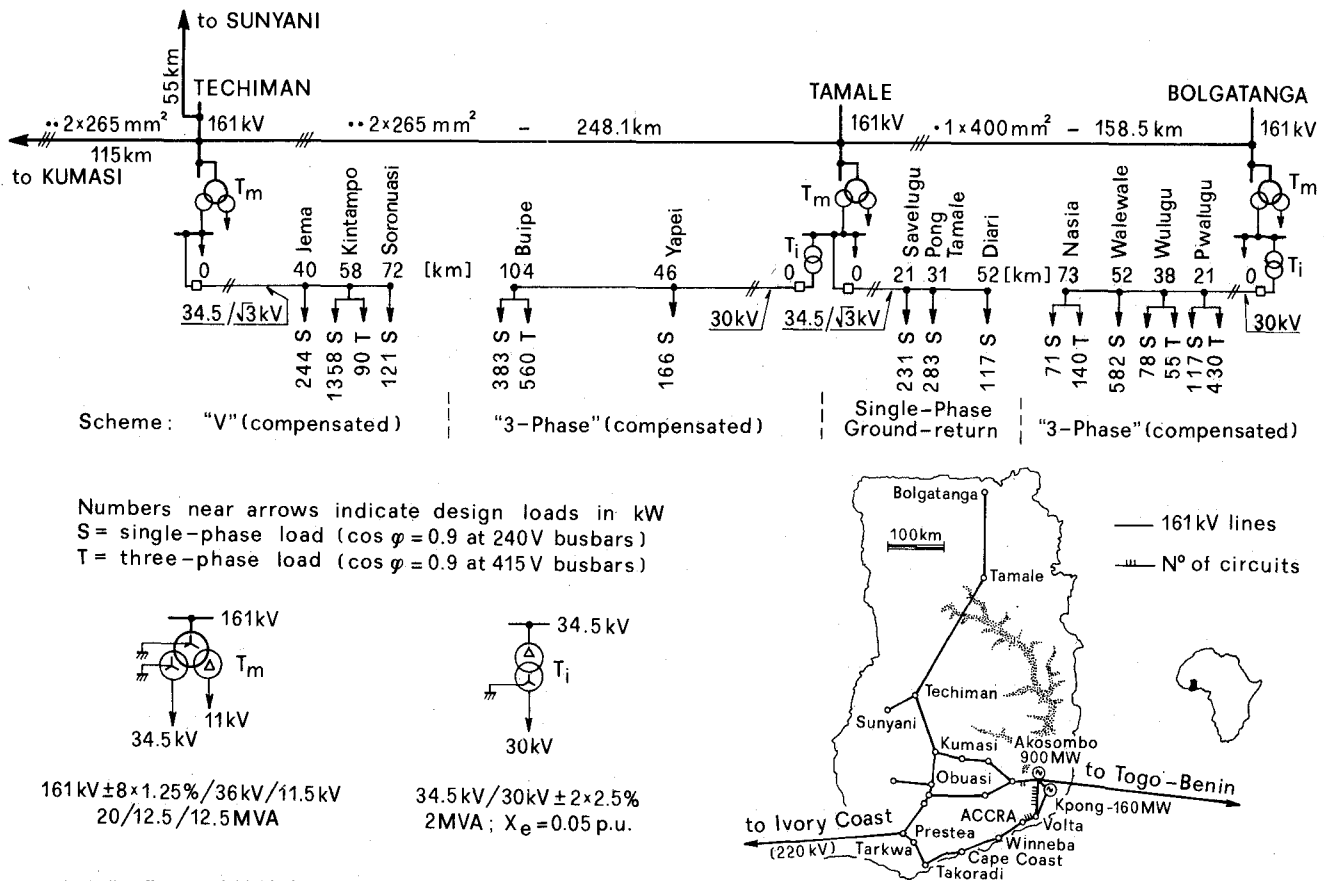 to SUNYANI
55km
TECHIMAN
TAMALE
BOLGATANGA
2×265 mm²
161kV
2×265 mm² - 248.1km
161kV
1×400mm² - 158.5km
161kV
115km
to KUMASI
Tm
Tm
Tm
Jema
Kintampo
Soronuasi
Buipe
Yapei
Ti
Savelugu
Pong Tamale
Diari
Nasia
Walewale
Wulugu
Pwalugu
Ti
0 40 58 72 [km] 104 46 0 0 21 31 52 [km] 73 52 38 21 0
34.5/√3kV
30kV
34.5/√3kV
30kV
244 S
1358 S
90 T
121 S
383 S
560 T
166 S
231 S
283 S
117 S
71 S
140 T
582 S
78 S
55 T
117 S
430 T
Scheme: "V" (compensated)
"3-Phase" (compensated)
Single-Phase
Ground-return
"3-Phase" (compensated)
Numbers near arrows indicate design loads in kW
S= single-phase load (cos φ = 0.9 at 240V busbars)
T= three-phase load (cos φ = 0.9 at 415V busbars)
161kV
Tm
11kV
34.5kV
161kV±8×1.25%/36kV/11.5kV
20/12.5/12.5MVA
34.5kV
Ti
30kV
34.5kV/30kV±2×2.5%
2MVA; Xe=0.05 p.u.
Bolgatanga
100km
161kV lines
Nº of circuits
Tamale
Techiman
Sunyani
Kumasi
Akosombo
900MW
to Togo-Benin
Obuasi
Kpong-160MW
ACCRA
Volta
to Ivory Coast
(220 kV)
Prestea
Winneba
Tarkwa
Cape Coast
Takoradi